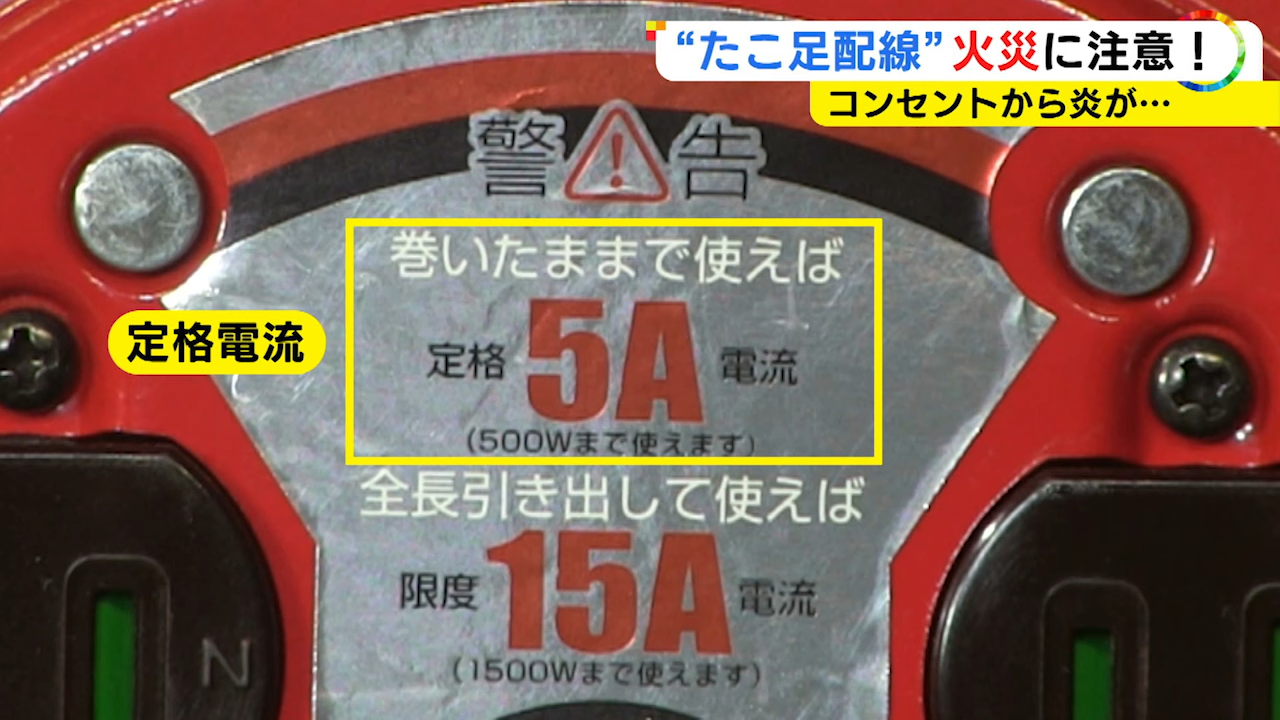 “たこ足配線”火災に注意！
コンセントから炎が…
警告
巻いたままで使えば
定格電流
定格 5A 電流
(500Wまで使えます)
全長引き出して使えば
限度 15A 電流
(1500Wまで使えます)
N